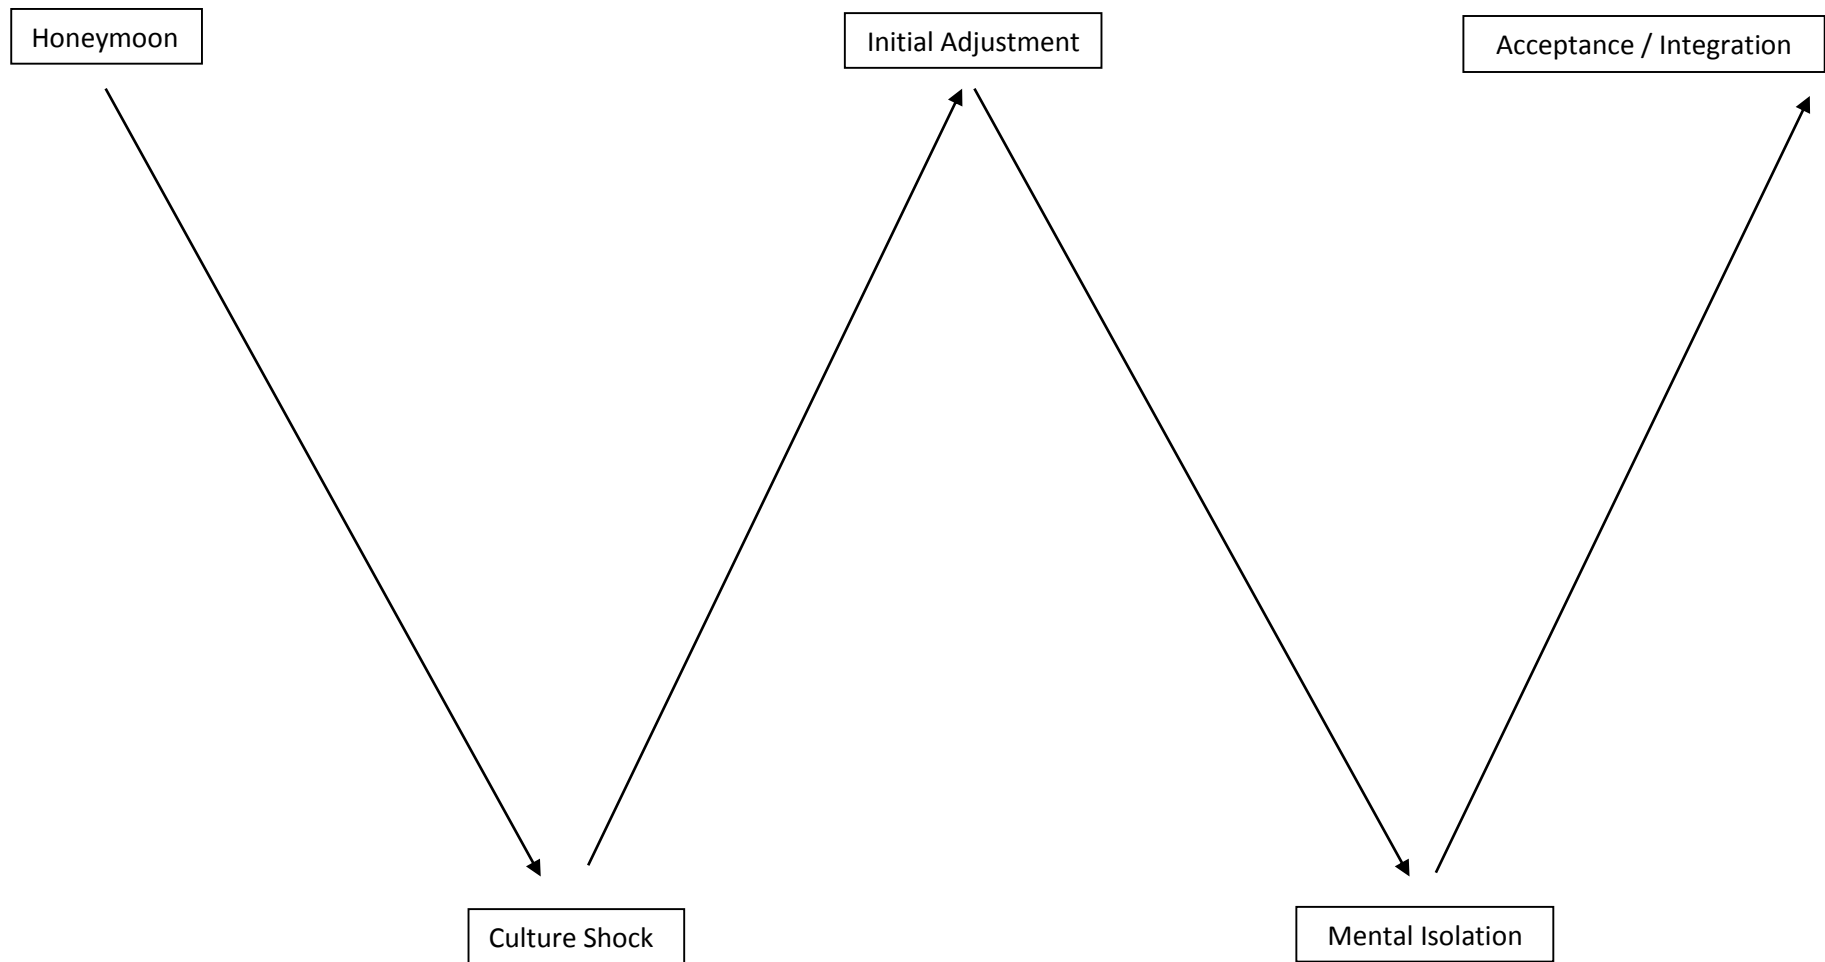 Honeymoon
Initial Adjustment
Acceptance / Integration
Culture Shock
Mental Isolation